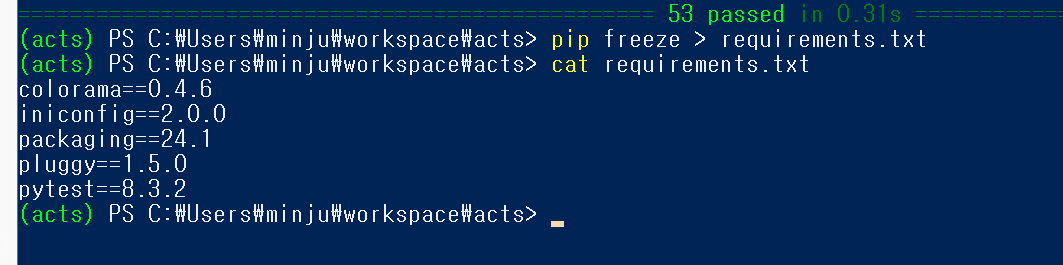 ================================================= 53 passed in 0.31s ===========
(acts) PS C:₩Users₩minju₩workspace₩acts> pip freeze > requirements.txt
(acts) PS C:₩Users₩minju₩workspace₩acts> cat requirements.txt
colorama==0.4.6
iniconfig==2.0.0
packaging==24.1
pluggy==1.5.0
pytest==8.3.2
(acts) PS C:₩Users₩minju₩workspace₩acts>